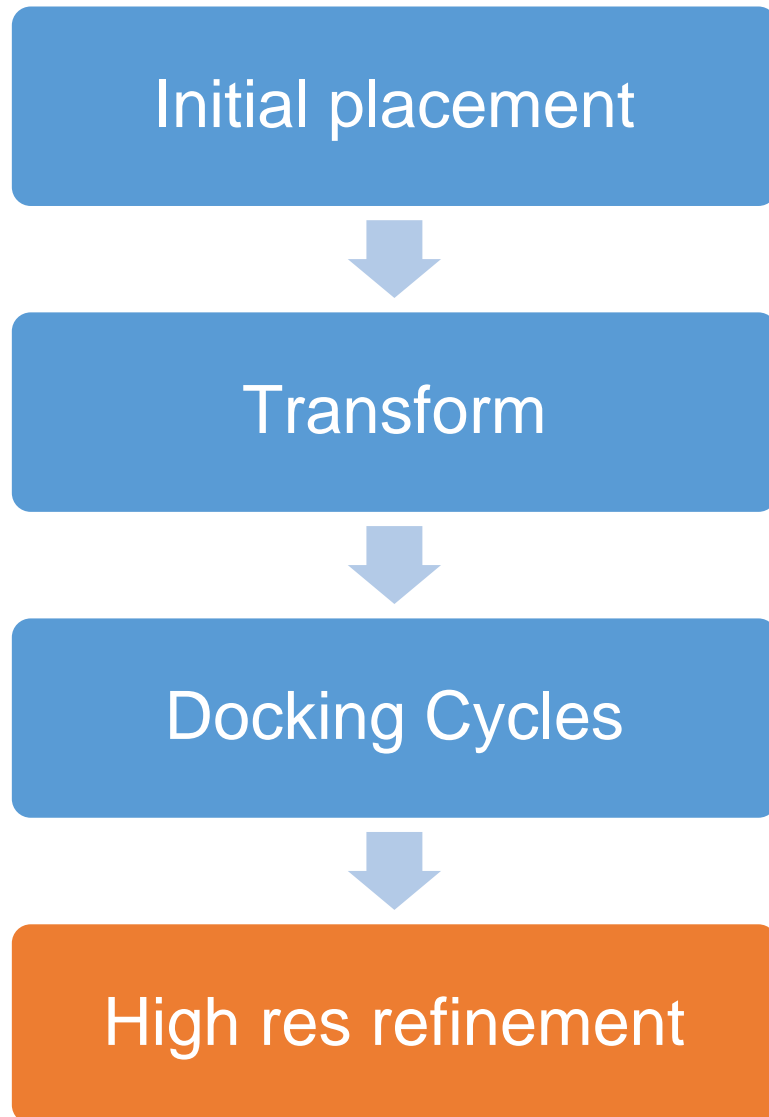 Initial placement
Transform
Docking Cycles
High res refinement